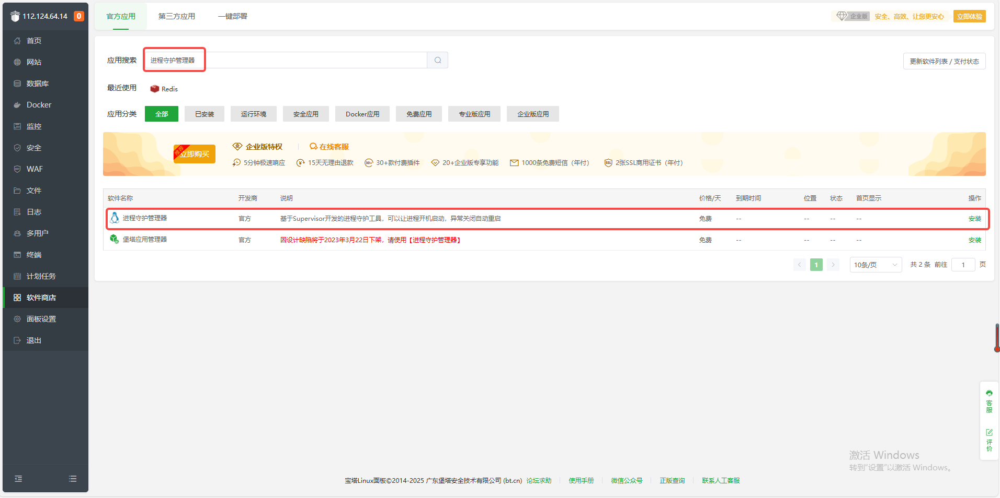 112.124.64.14 0
首页
网站
数据库
Docker
监控
安全
WAF
文件
日志
多用户
终端
计划任务
软件商店
面板设置
退出
官方应用 第三方应用 一键部署
企业版 安全、高效、让您更安心 立即体验
应用搜索 进程守护管理器
更新软件列表 / 支付状态
最近使用 Redis
应用分类 全部 已安装 运行环境 安全应用 Docker应用 免费应用 专业版应用 企业版应用
推荐 立即购买
企业版特权 在线客服
5分钟极速响应 15天无理由退款 30+ 30+款付费插件 20+企业版专享功能 1000条免费短信（年付） SSL 2张SSL商用证书（年付）
软件名称 开发商 说明 价格/天 到期时间 位置 状态 首页显示 操作
进程守护管理器 官方 基于Supervisor开发的进程守护工具，可以让进程开机启动，异常关闭自动重启 免费 -- -- -- -- 安装
堡塔应用管理器 官方 因设计缺陷将于2023年3月22日下架，请使用【进程守护管理器】 免费 -- -- -- -- 安装
1 10条/页 共 2 条 前往 1 页
客服
评价
激活 Windows
转到“设置”以激活 Windows。
宝塔Linux面板©2014-2025 广东堡塔安全技术有限公司 (bt.cn) 论坛求助 使用手册 微信公众号 正版查询 联系人工客服